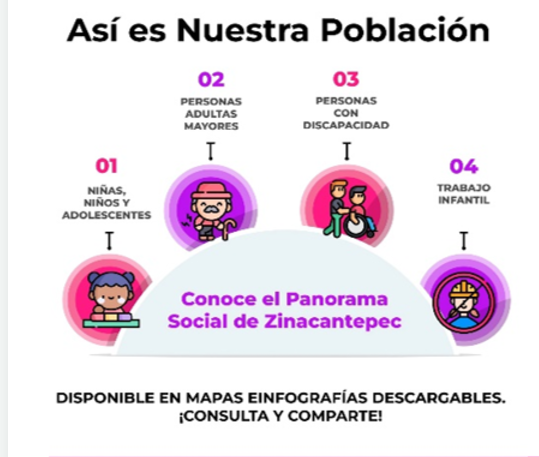 Así es Nuestra Población
02
PERSONAS
ADULTAS
MAYORES
03
PERSONAS
CON
DISCAPACIDAD
01
NIÑAS,
NIÑOS Y
ADOLESCENTES
04
TRABAJO
INFANTIL
Conoce el Panorama
Social de Zinacantepec
DISPONIBLE EN MAPAS EINFOGRAFÍAS DESCARGABLES.
¡CONSULTA Y COMPARTE!